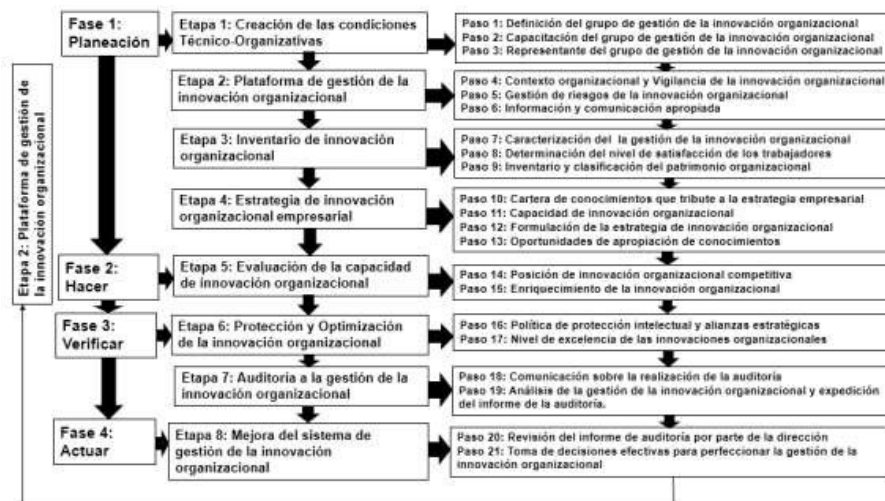 Fase 1:
Planeación
Etapa 1: Creación de las condiciones
Técnico-Organizativas
Paso 1: Definición del grupo de gestión de la innovación organizacional
Paso 2: Capacitación del grupo de gestión de la innovación organizacional
Paso 3: Representante del grupo de gestión de la innovación organizacional
Etapa 2: Plataforma de gestión de
la innovación organizacional
Etapa 2: Plataforma de gestión de la
innovación organizacional
Paso 4: Contexto organizacional y Vigilancia de la innovación organizacional
Paso 5: Gestión de riesgos de la innovación organizacional
Paso 6: Información y comunicación apropiada
Etapa 3: Inventario de innovación
organizacional
Paso 7: Caracterización del la gestión de la innovación organizacional
Paso 8: Determinación del nivel de satisfacción de los trabajadores
Paso 9: Inventario y clasificación del patrimonio organizacional
Etapa 4: Estrategia de innovación
organizacional empresarial
Paso 10: Cartera de conocimientos que tribute a la estrategia empresarial
Paso 11: Capacidad de innovación organizacional
Paso 12: Formulación de la estrategia de innovación organizacional
Paso 13: Oportunidades de apropiación de conocimientos
Fase 2:
Hacer
Etapa 5: Evaluación de la capacidad
de innovación organizacional
Paso 14: Posición de innovación organizacional competitiva
Paso 15: Enriquecimiento de la innovación organizacional
Fase 3:
Verificar
Etapa 6: Protección y Optimización
de la innovación organizacional
Paso 16: Política de protección intelectual y alianzas estratégicas
Paso 17: Nivel de excelencia de las innovaciones organizacionales
Etapa 7: Auditoría a la gestión de la
innovación organizacional
Paso 18: Comunicación sobre la realización de la auditoría
Paso 19: Análisis de la gestión de la innovación organizacional y expedición
del informe de la auditoría.
Fase 4:
Actuar
Etapa 8: Mejora del sistema de
gestión de la innovación
organizacional
Paso 20: Revisión del informe de auditoría por parte de la dirección
Paso 21: Toma de decisiones efectivas para perfeccionar la gestión de la
innovación organizacional